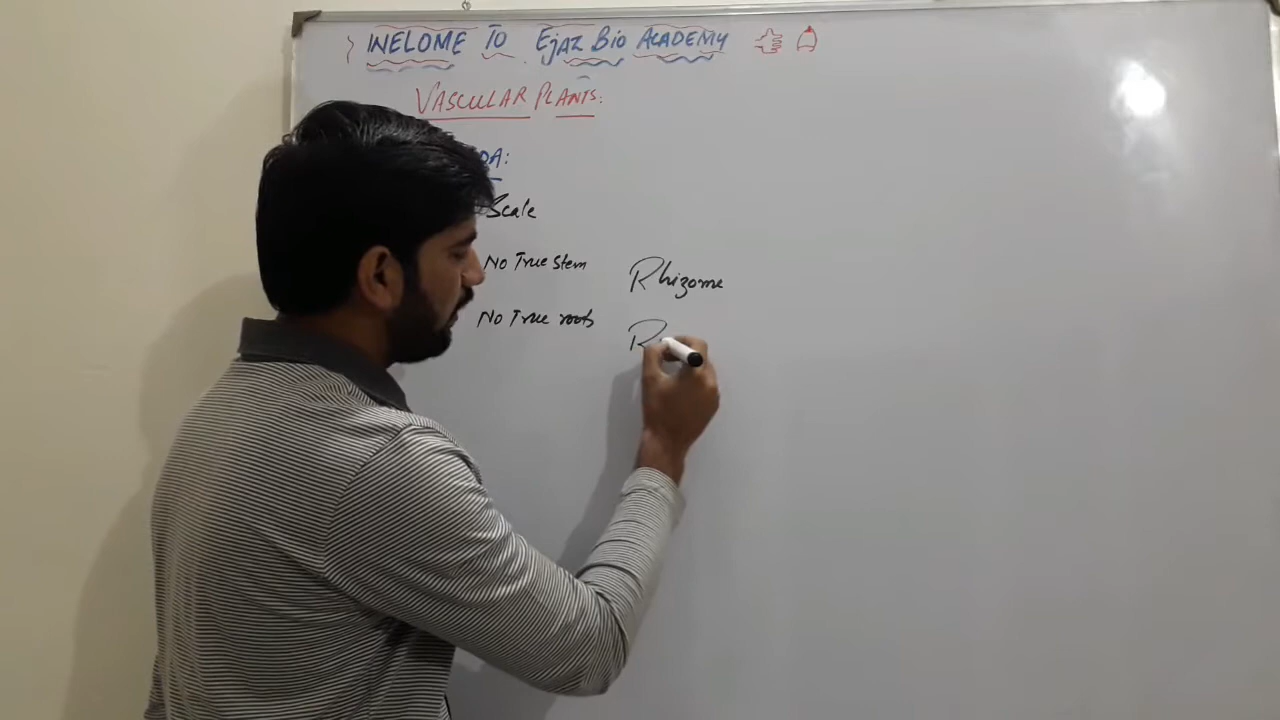 WELOME TO EJAZ BIO ACADEMY
VASCULAR PLANTS:
DA:
Scale
No True Stem
Rhizome
No True roots
R